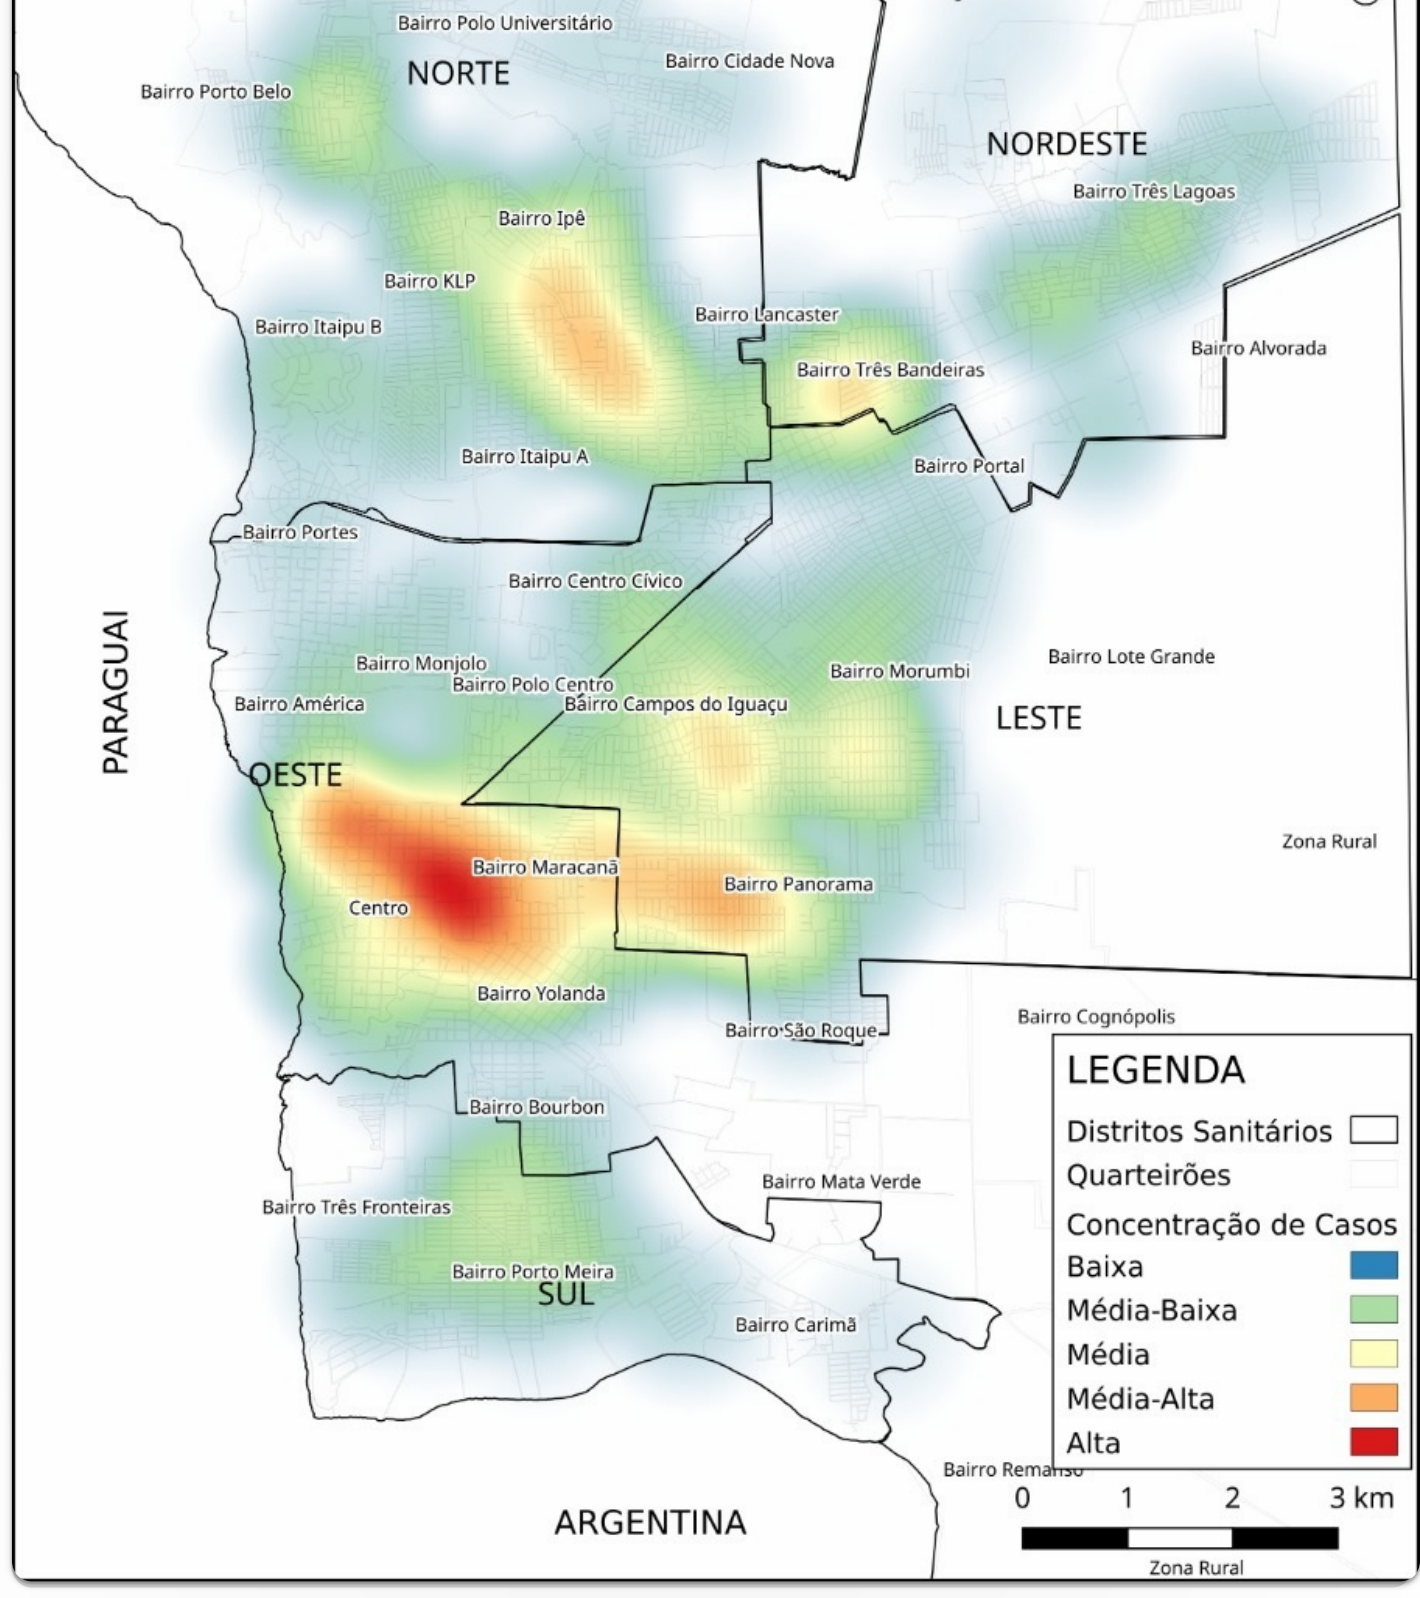 Bairro Polo Universitário
Bairro Cidade Nova
NORTE
Bairro Porto Belo
NORDESTE
Bairro Três Lagoas
Bairro Ipê
Bairro KLP
Bairro Lancaster
Bairro Itaipu B
Bairro Alvorada
Bairro Três Bandeiras
Bairro Itaipu A
Bairro Portal
Bairro Portes
Bairro Centro Cívico
PARAGUAI
Bairro Monjolo
Bairro Lote Grande
Bairro Morumbi
Bairro Polo Centro
Bairro América
Bairro Campos do Iguaçu
LESTE
OESTE
Zona Rural
Bairro Maracanã
Bairro Panorama
Centro
Bairro Yolanda
Bairro Cognópolis
Bairro São Roque
LEGENDA
Distritos Sanitários
Quarteirões
Concentração de Casos
Baixa
Média-Baixa
Média
Média-Alta
Alta
Bairro Bourbon
Bairro Mata Verde
Bairro Três Fronteiras
Bairro Porto Meira
SUL
Bairro Carimã
Bairro Remanso
0 1 2 3 km
ARGENTINA
Zona Rural